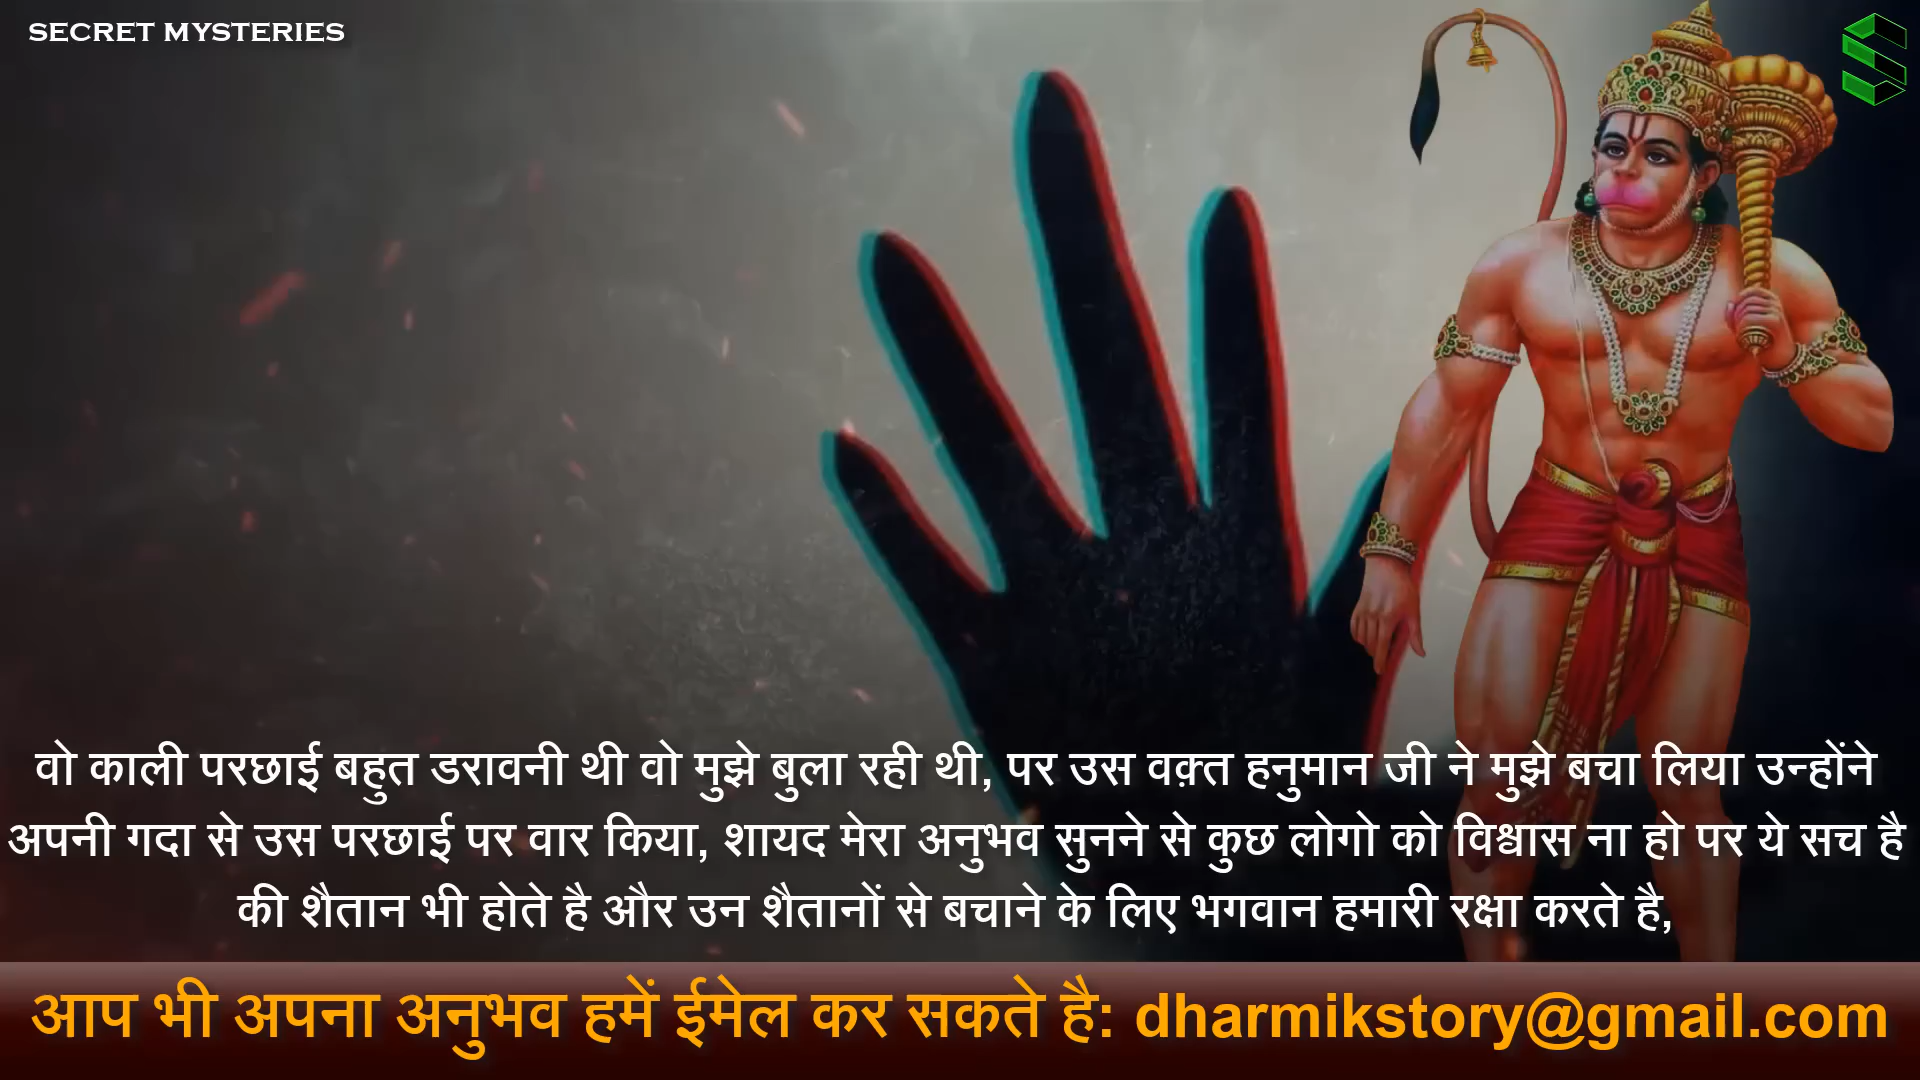 SECRET MYSTERIES
वो काली परछाई बहुत डरावनी थी वो मुझे बुला रही थी, पर उस वक़्त हनुमान जी ने मुझे बचा लिया उन्होंने
अपनी गदा से उस परछाई पर वार किया, शायद मेरा अनुभव सुनने से कुछ लोगो को विश्वास ना हो पर ये सच है
की शैतान भी होते है और उन शैतानों से बचाने के लिए भगवान हमारी रक्षा करते है,
आप भी अपना अनुभव हमें ईमेल कर सकते है: dharmikstory@gmail.com